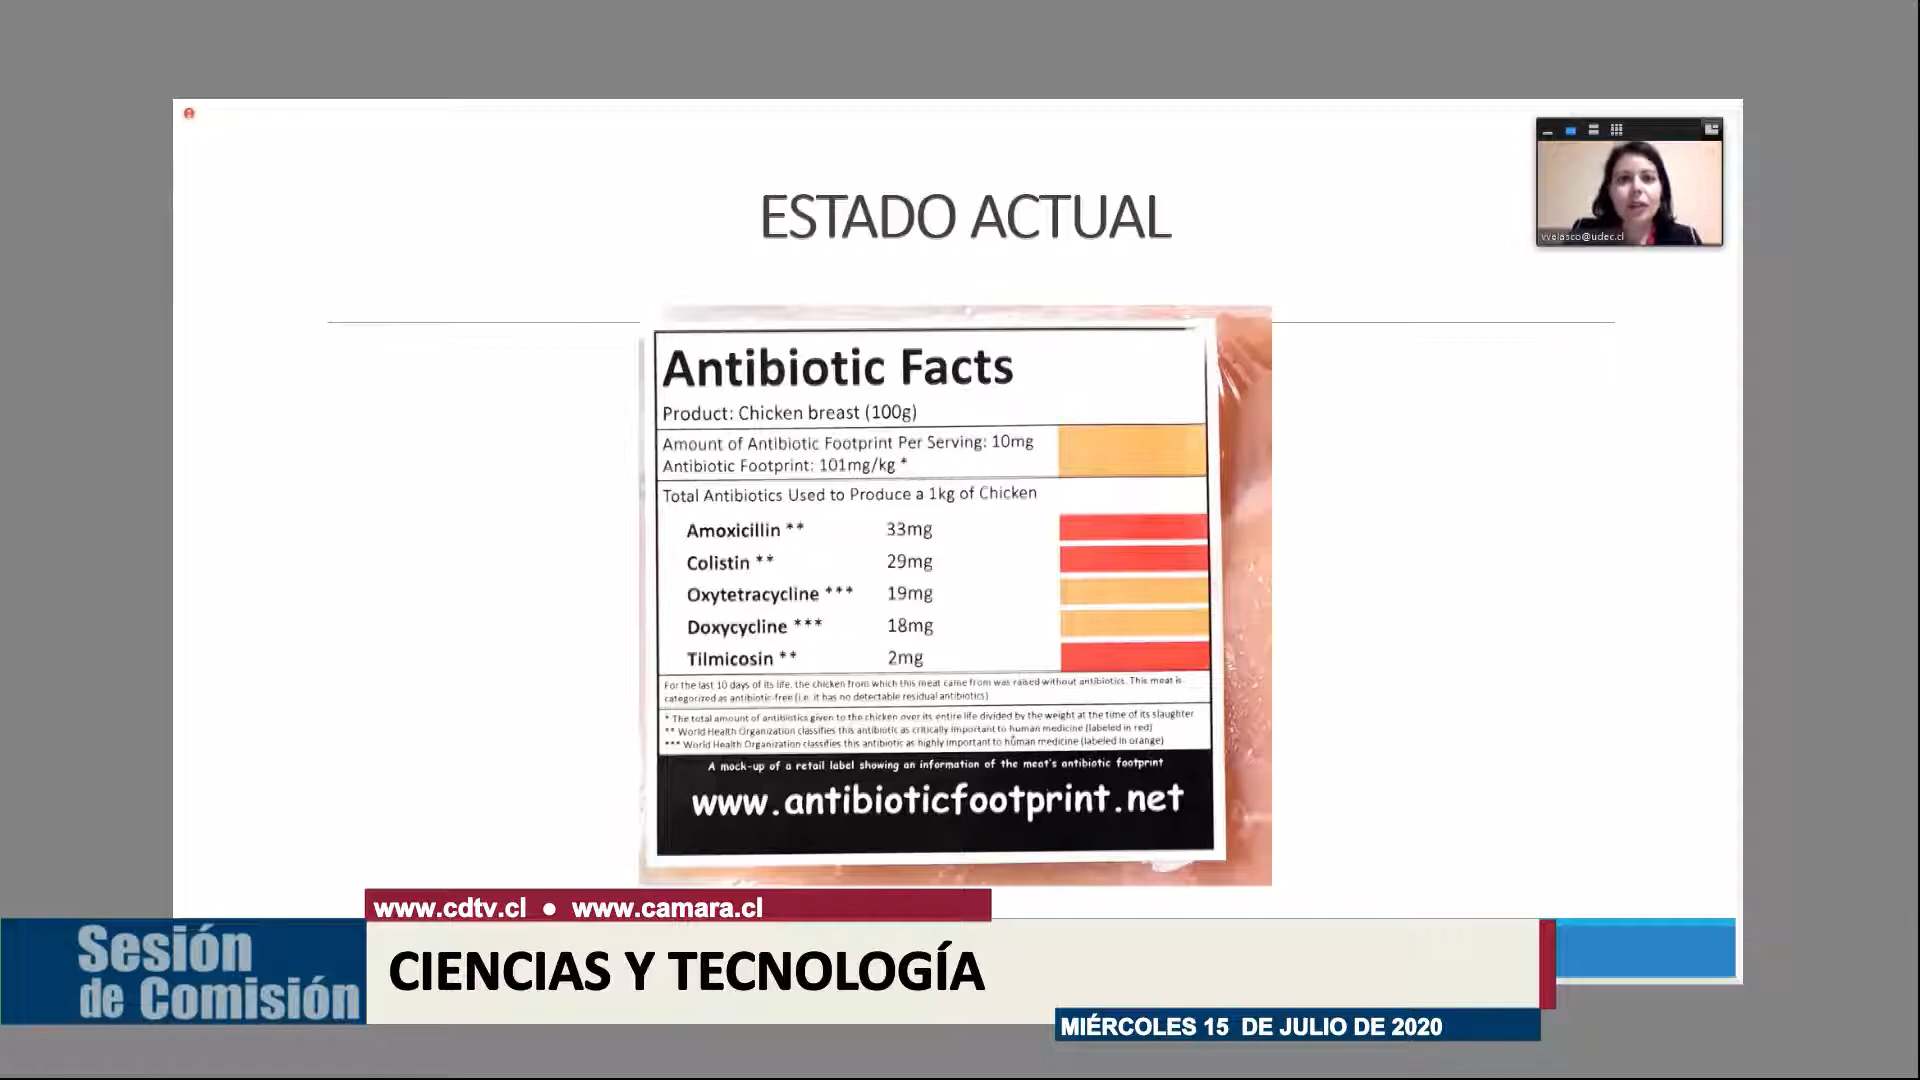 ESTADO ACTUAL
vvelasco@udec.cl
Antibiotic Facts
Product: Chicken breast (100g)
Amount of Antibiotic Footprint Per Serving: 10mg
Antibiotic Footprint: 101mg/kg *
Total Antibiotics Used to Produce a 1kg of Chicken
Amoxicillin ** 33mg
Colistin ** 29mg
Oxytetracycline *** 19mg
Doxycycline *** 18mg
Tilmicosin ** 2mg
For the last 10 days of its life, the chicken from which this meat came from was raised without antibiotics. This meat is
categorized as antibiotic-free (i.e. it has no detectable residual antibiotics)
* The total amount of antibiotics given to the chicken over its entire life divided by the weight at the time of its slaughter
** World Health Organization classifies this antibiotic as critically important to human medicine (labeled in red)
*** World Health Organization classifies this antibiotic as highly important to human medicine (labeled in orange)
A mock-up of a retail label showing an information of the meat's antibiotic footprint
www.antibioticfootprint.net
www.cdtv.cl ● www.camara.cl
Sesión
de Comisión
CIENCIAS Y TECNOLOGÍA
MIÉRCOLES 15 DE JULIO DE 2020